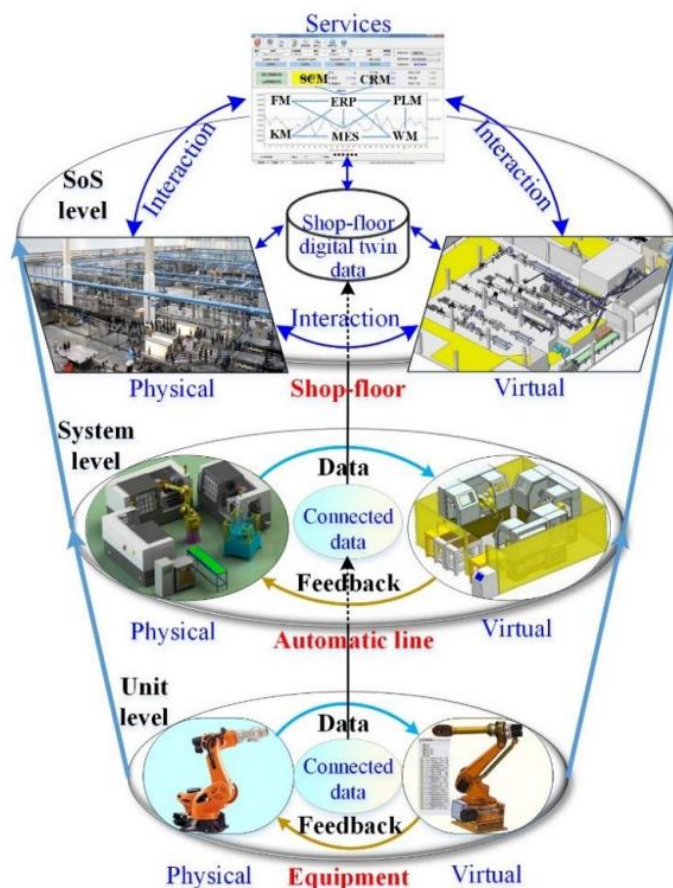 Services
SCM CRM
FM ERP PLM
KM MES WM
Interaction
Interaction
SoS
level
Shop-floor
digital twin
data
Interaction
Physical
Shop-floor
Virtual
System
level
Data
Connected
data
Feedback
Physical
Automatic line
Virtual
Unit
level
Data
Connected
data
Feedback
Physical
Equipment
Virtual